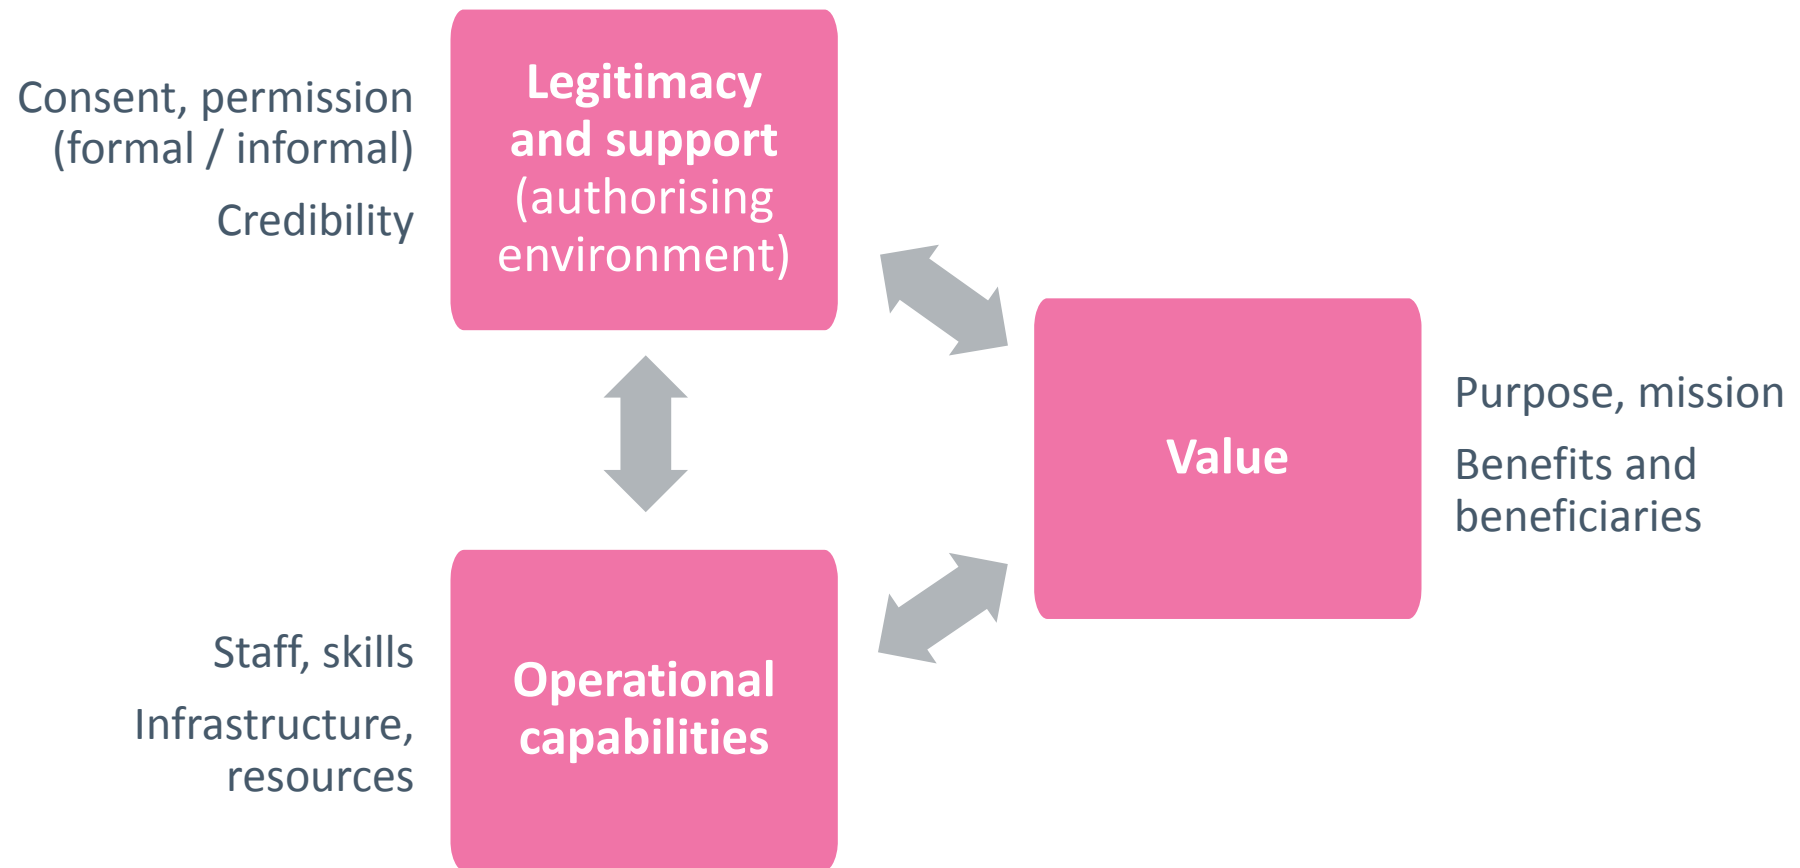 Consent, permission
(formal / informal)
Credibility
Legitimacy
and support
(authorising
environment)
Value
Purpose, mission
Benefits and
beneficiaries
Staff, skills
Infrastructure,
resources
Operational
capabilities